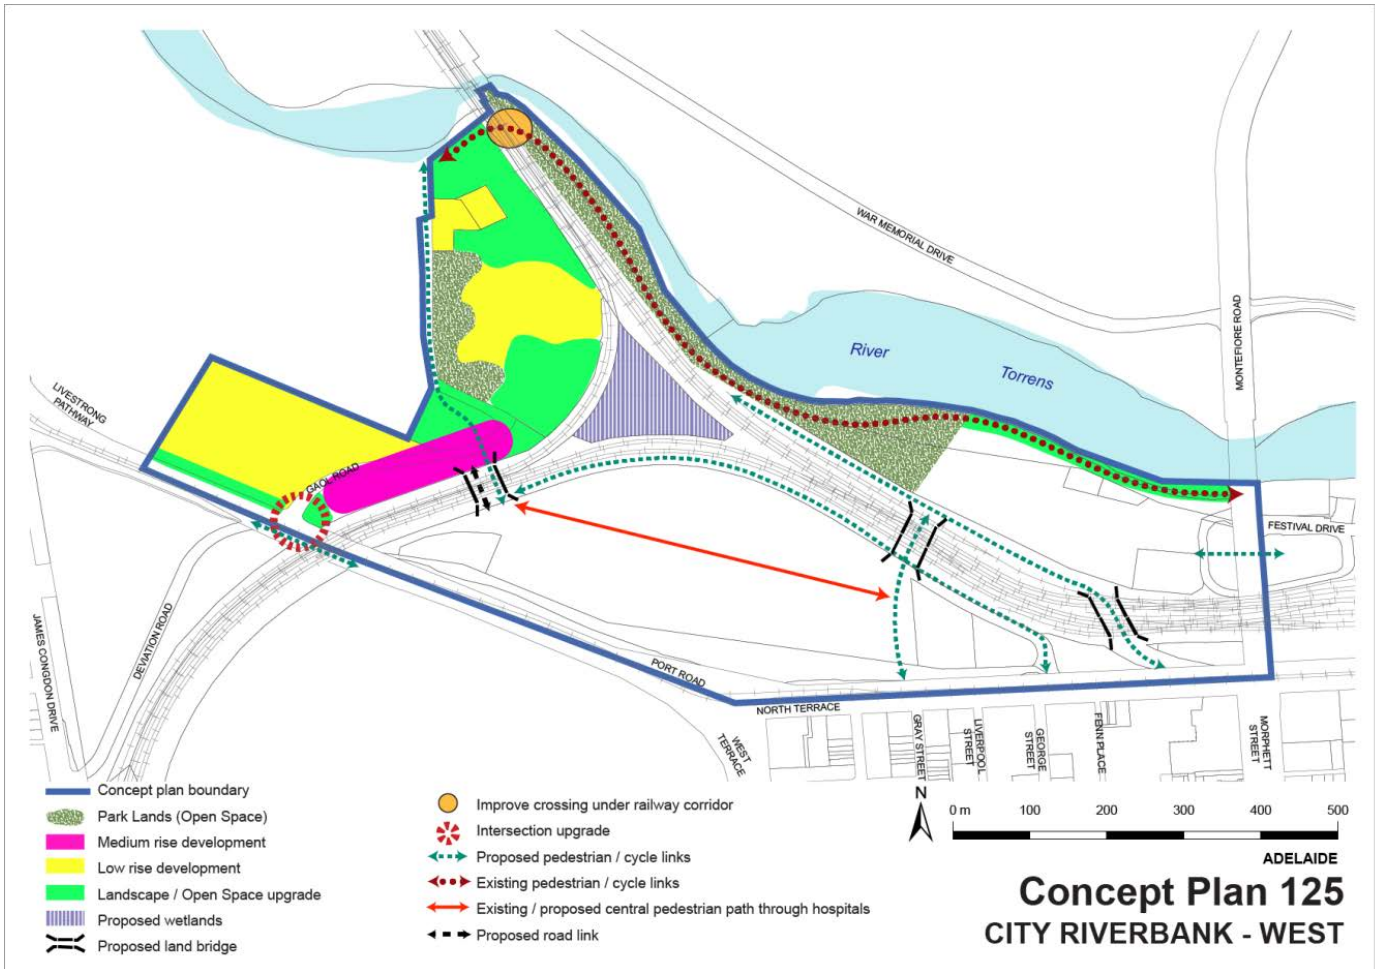 WAR MEMORIAL DRIVE
MONTEFIORE ROAD
River
Torrens
LIVESTRONG
PATHWAY
GAOL ROAD
FESTIVAL DRIVE
JAMES CONGDON DRIVE
DEVIATION ROAD
PORT ROAD
NORTH TERRACE
WEST
TERRACE
GRAY STREET
LIVERPOOL
STREET
GEORGE
STREET
FENN PLACE
MORPHETT
STREET
Concept plan boundary
Park Lands (Open Space)
Medium rise development
Low rise development
Landscape / Open Space upgrade
Proposed wetlands
Proposed land bridge
Improve crossing under railway corridor
Intersection upgrade
Proposed pedestrian / cycle links
Existing pedestrian / cycle links
Existing / proposed central pedestrian path through hospitals
Proposed road link
N
0 m 100 200 300 400 500
ADELAIDE
Concept Plan 125
CITY RIVERBANK - WEST